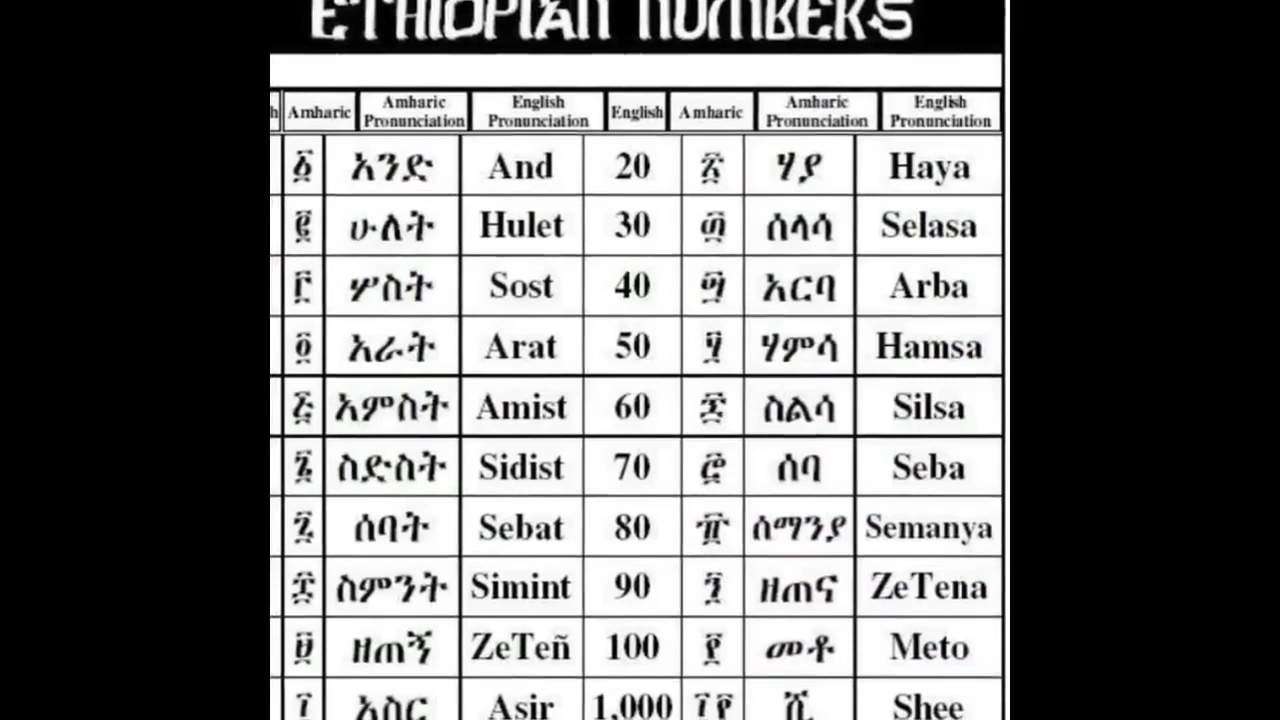 ETHIOPIAN NUMBERS
h Amharic Amharic Pronunciation English Pronunciation English Amharic Amharic Pronunciation English Pronunciation
፩ አንድ And 20 ፳ ሃያ Haya
፪ ሁለት Hulet 30 ፴ ሰላሳ Selasa
፫ ሦስት Sost 40 ፵ አርባ Arba
፬ አራት Arat 50 ፶ ሃምሳ Hamsa
፭ አምስት Amist 60 ፷ ስልሳ Silsa
፮ ስድስት Sidist 70 ፸ ሰባ Seba
፯ ሰባት Sebat 80 ፹ ሰማንያ Semanya
፰ ስምንት Simint 90 ፺ ዘጠና ZeTena
፱ ዘጠኝ ZeTeñ 100 ፻ መቶ Meto
፲ አስር Asir 1,000 ፲፻ ሺ Shee